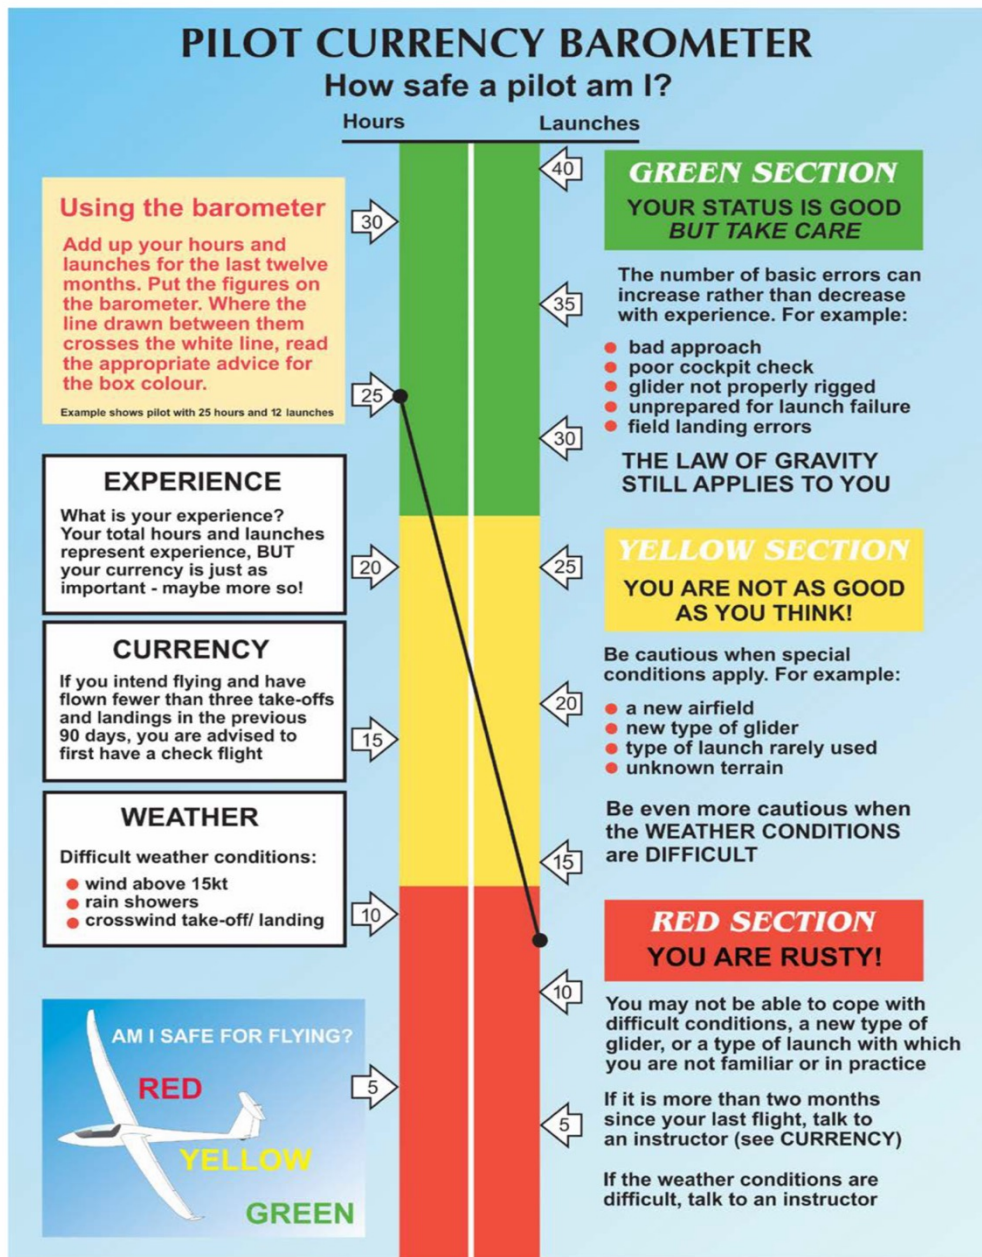 PILOT CURRENCY BAROMETER
How safe a pilot am I?
Hours
Launches
Using the barometer
Add up your hours and
launches for the last twelve
months. Put the figures on
the barometer. Where the
line drawn between them
crosses the white line, read
the appropriate advice for
the box colour.
Example shows pilot with 25 hours and 12 launches
EXPERIENCE
What is your experience?
Your total hours and launches
represent experience, BUT
your currency is just as
important - maybe more so!
CURRENCY
If you intend flying and have
flown fewer than three take-offs
and landings in the previous
90 days, you are advised to
first have a check flight
WEATHER
Difficult weather conditions:
wind above 15kt
rain showers
crosswind take-off/ landing
AM I SAFE FOR FLYING?
RED
YELLOW
GREEN
30
25
20
15
10
5
40
35
30
25
20
15
10
5
GREEN SECTION
YOUR STATUS IS GOOD
BUT TAKE CARE
The number of basic errors can
increase rather than decrease
with experience. For example:
bad approach
poor cockpit check
glider not properly rigged
unprepared for launch failure
field landing errors
THE LAW OF GRAVITY
STILL APPLIES TO YOU
YELLOW SECTION
YOU ARE NOT AS GOOD
AS YOU THINK!
Be cautious when special
conditions apply. For example:
a new airfield
new type of glider
type of launch rarely used
unknown terrain
Be even more cautious when
the WEATHER CONDITIONS
are DIFFICULT
RED SECTION
YOU ARE RUSTY!
You may not be able to cope with
difficult conditions, a new type of
glider, or a type of launch with which
you are not familiar or in practice
If it is more than two months
since your last flight, talk to
an instructor (see CURRENCY)
If the weather conditions are
difficult, talk to an instructor